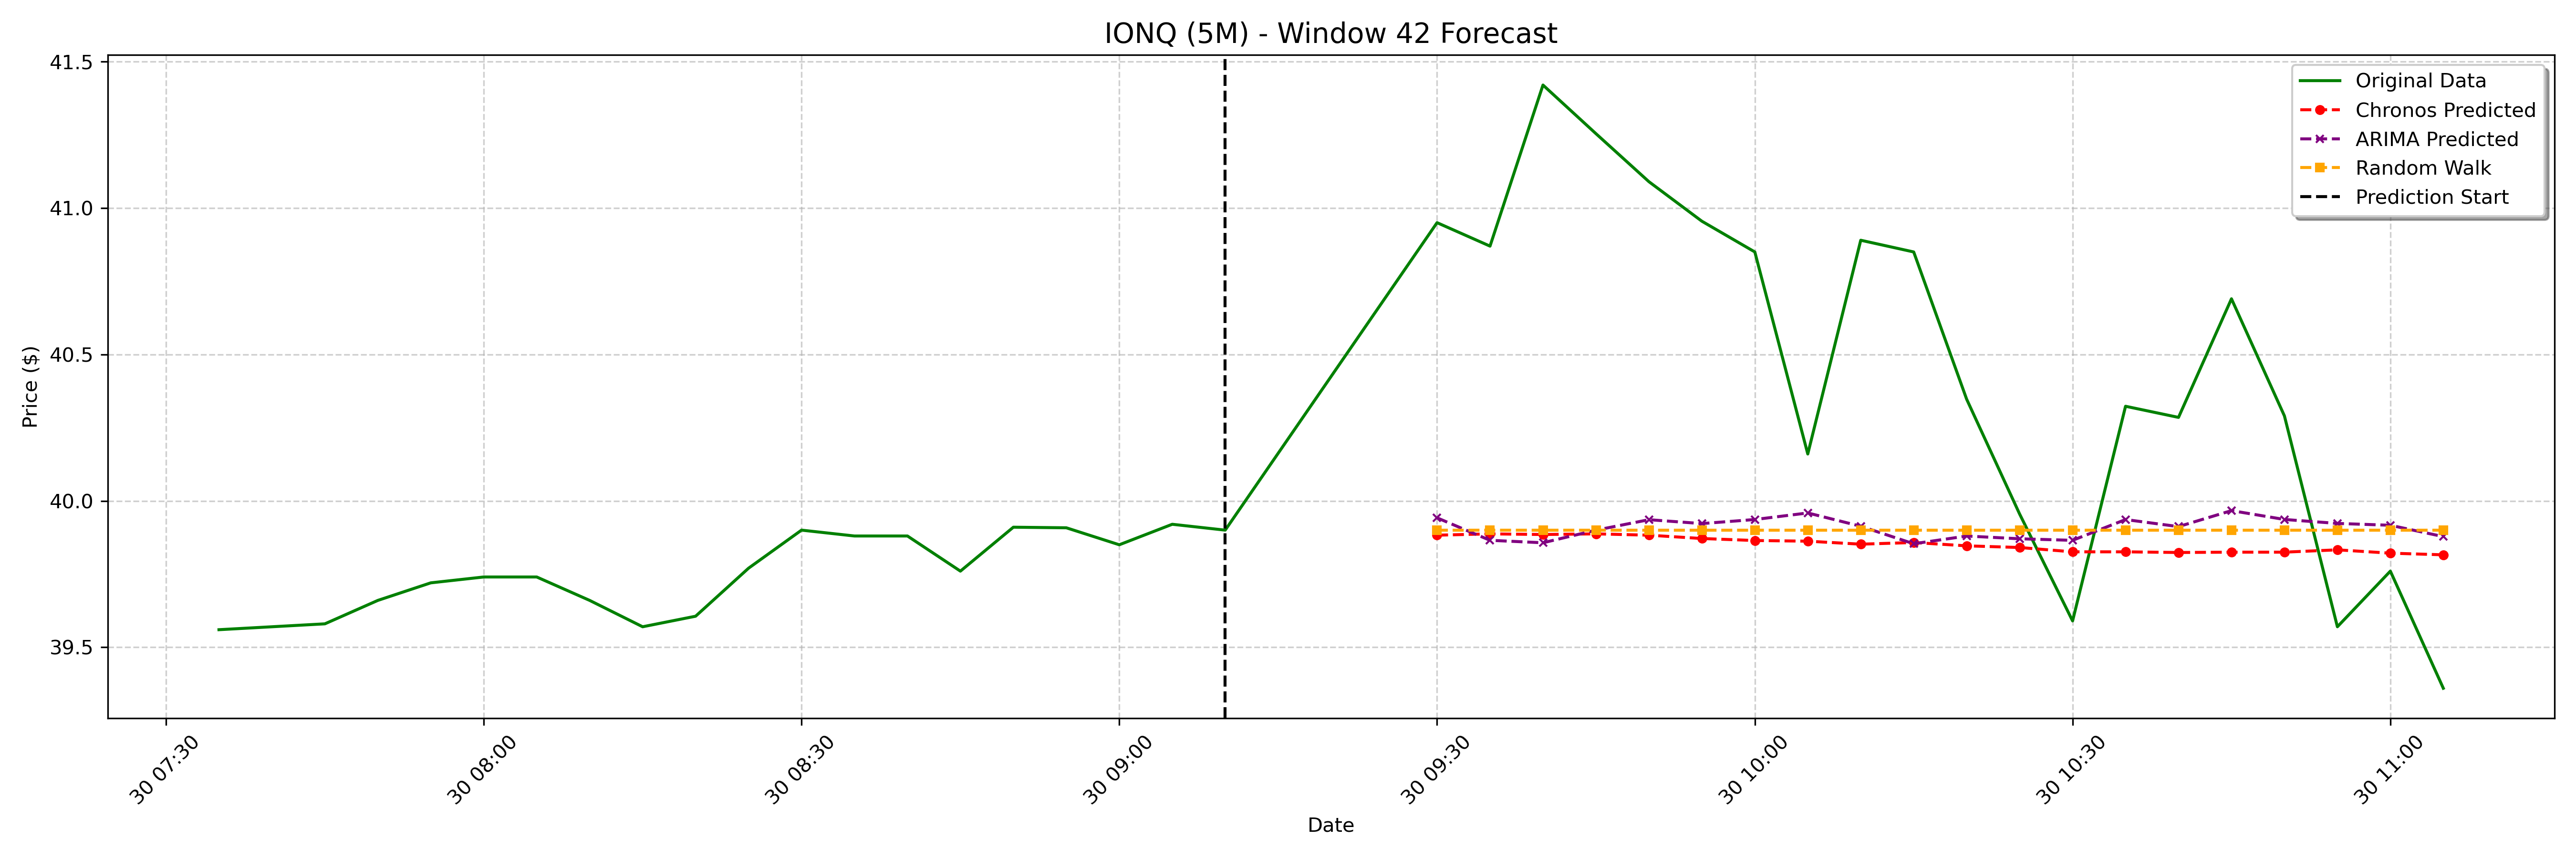 IONQ (5M) - Window 42 Forecast
Price ($)
41.5
41.0
40.5
40.0
39.5
Original Data
Chronos Predicted
ARIMA Predicted
Random Walk
Prediction Start
30 07:30
30 08:00
30 08:30
30 09:00
30 09:30
30 10:00
30 10:30
30 11:00
Date